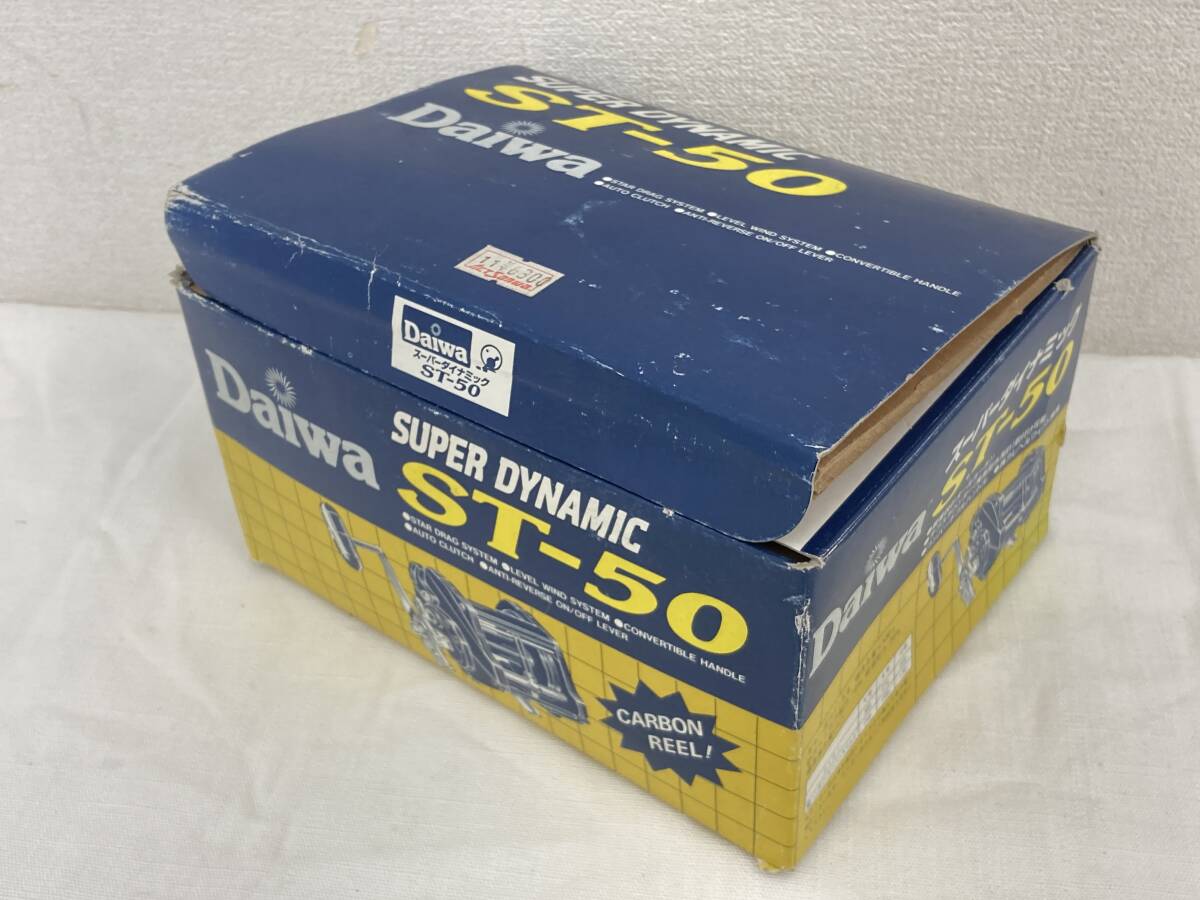 SUPER DYNAMIC
ST-50
Daiwa
●STAR DRAG SYSTEM ●LEVEL WIND SYSTEM ●CONVERTIBLE HANDLE
●AUTO CLUTCH ●ANTI-REVERSE ON/OFF LEVER
Daiwa
スーパーダイナミック
ST-50
Daiwa
SUPER DYNAMIC
ST-50
●STAR DRAG SYSTEM ●LEVEL WIND SYSTEM ●CONVERTIBLE HANDLE
●AUTO CLUTCH ●ANTI-REVERSE ON/OFF LEVER
CARBON
REEL!
スーパーダイナミック
ST-50
Daiwa